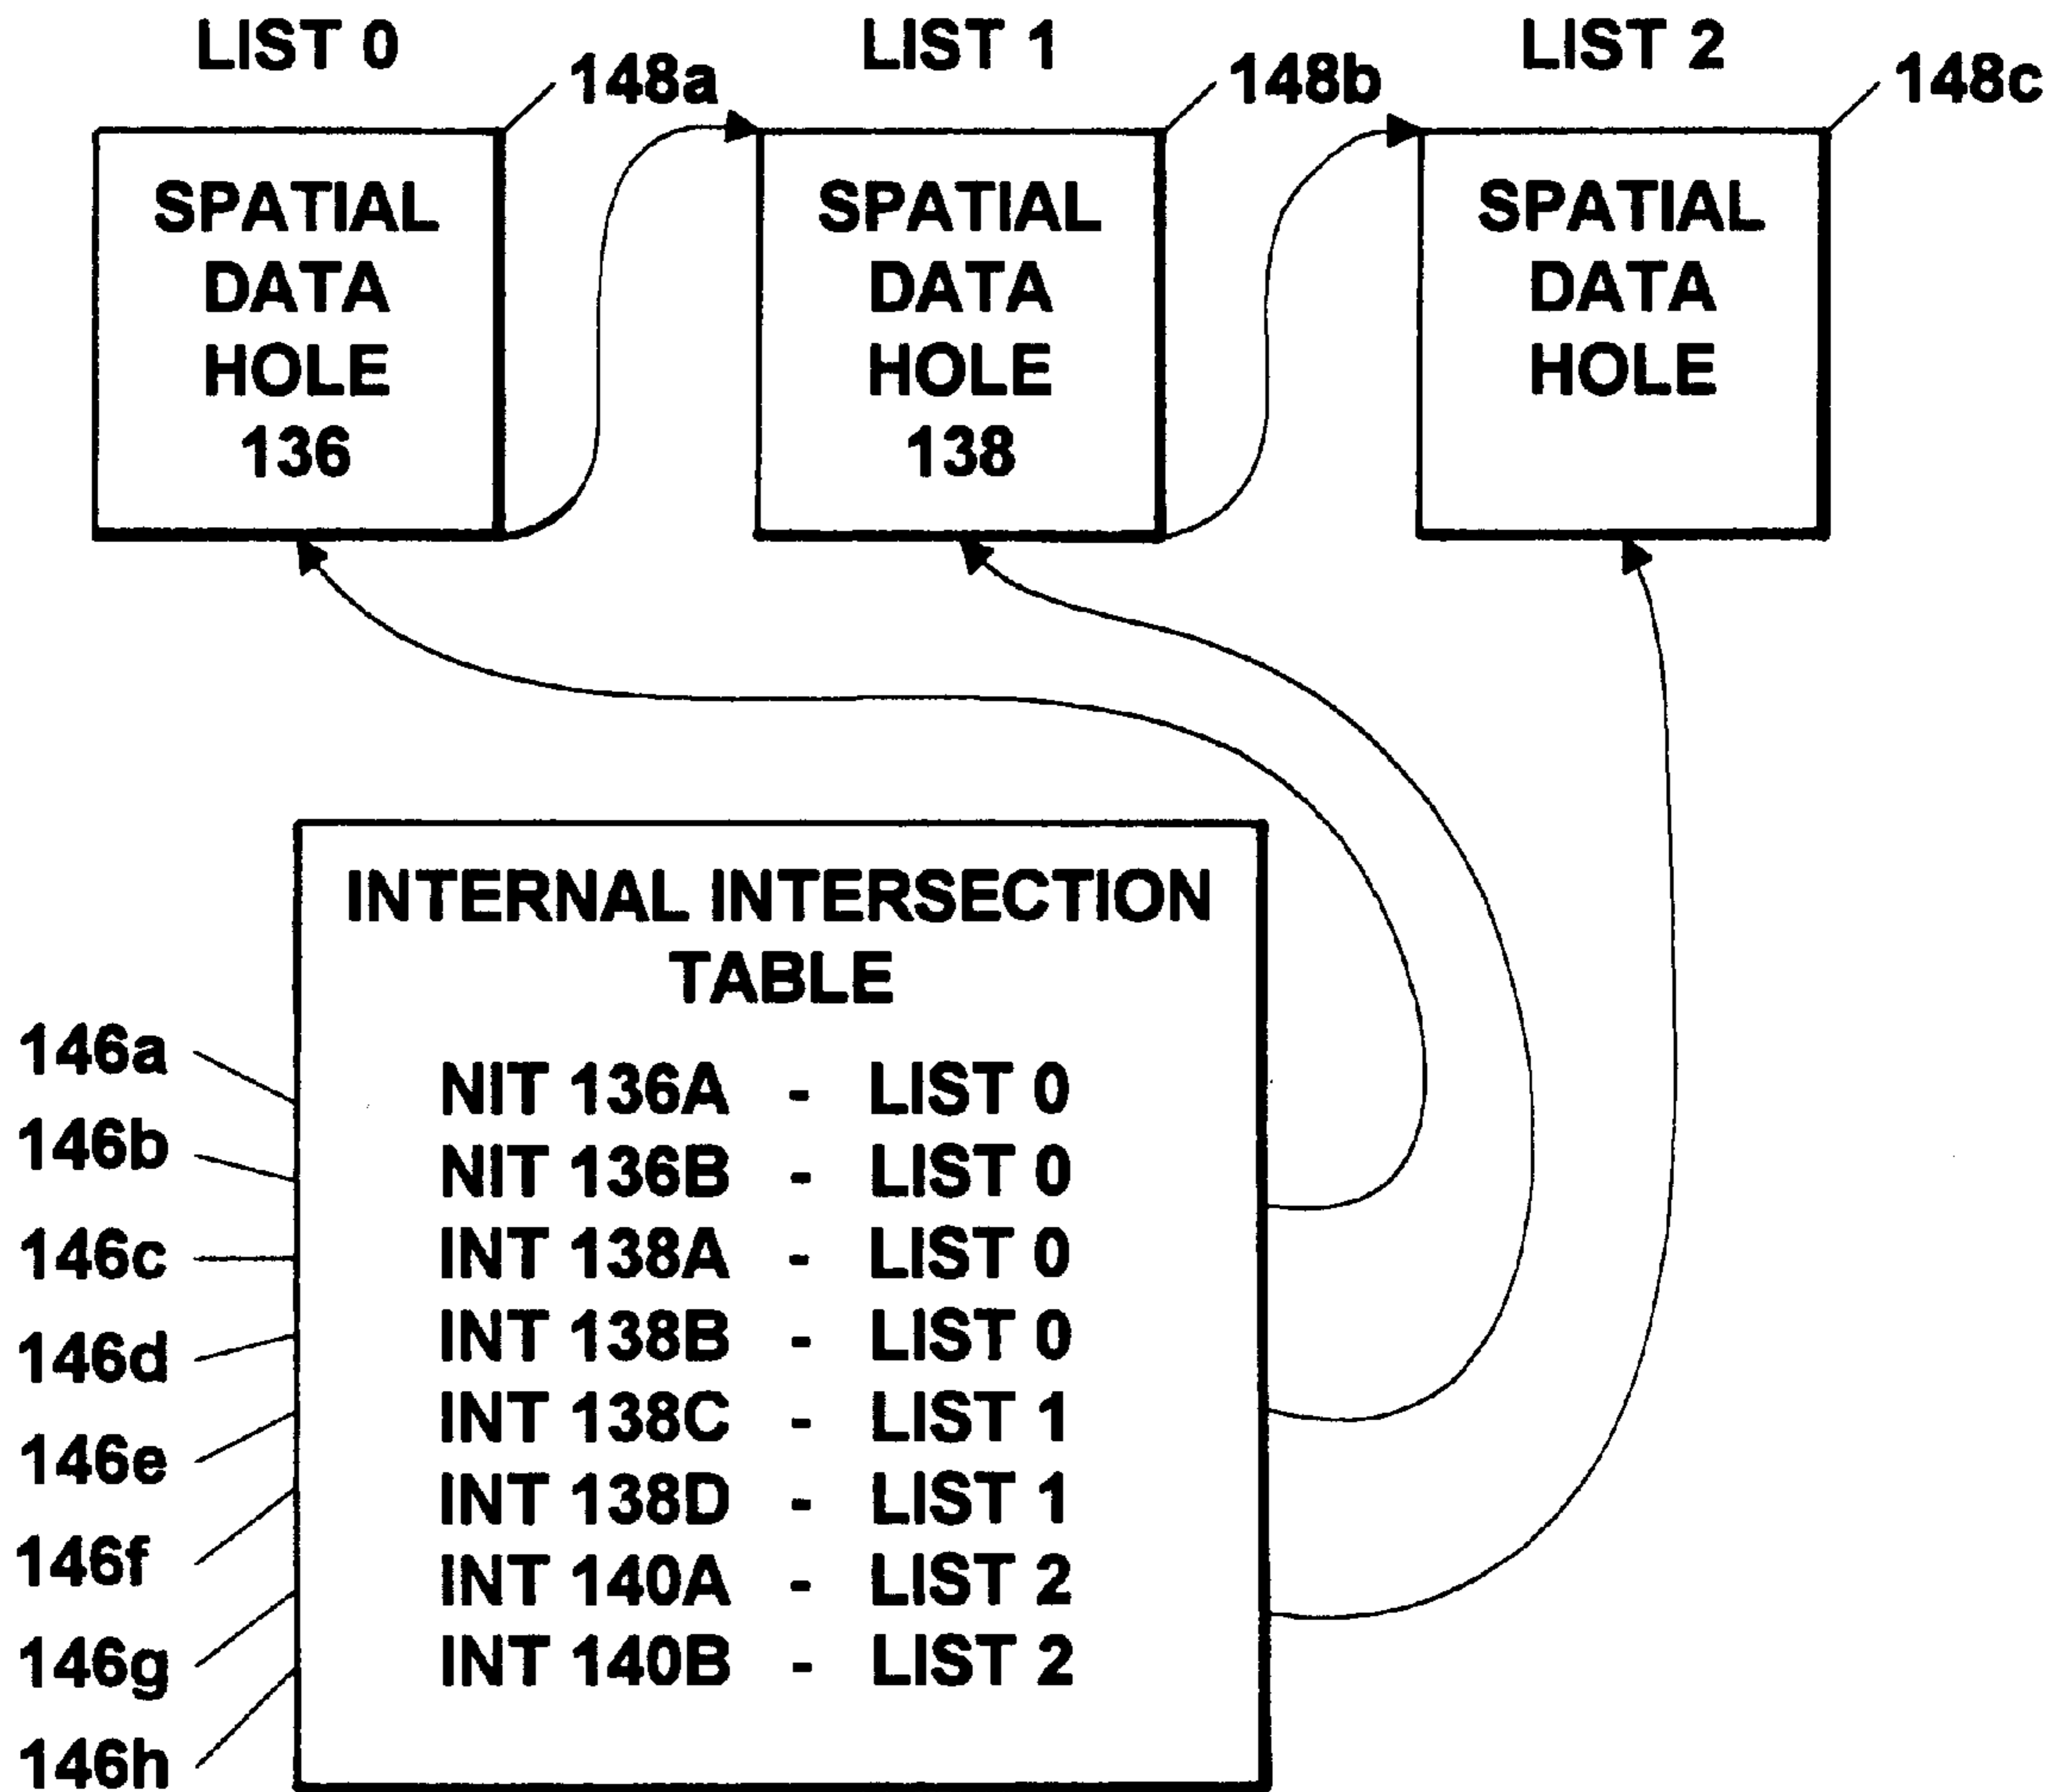 LIST 0
148a
LIST 1
148b
LIST 2
148c
SPATIAL
DATA
HOLE
136
SPATIAL
DATA
HOLE
138
SPATIAL
DATA
HOLE
INTERNAL INTERSECTION
TABLE
146a
NIT 136A - LIST 0
146b
NIT 136B - LIST 0
146c
INT 138A - LIST 0
146d
INT 138B - LIST 0
146e
INT 138C - LIST 1
146f
INT 138D - LIST 1
146g
INT 140A - LIST 2
146h
INT 140B - LIST 2